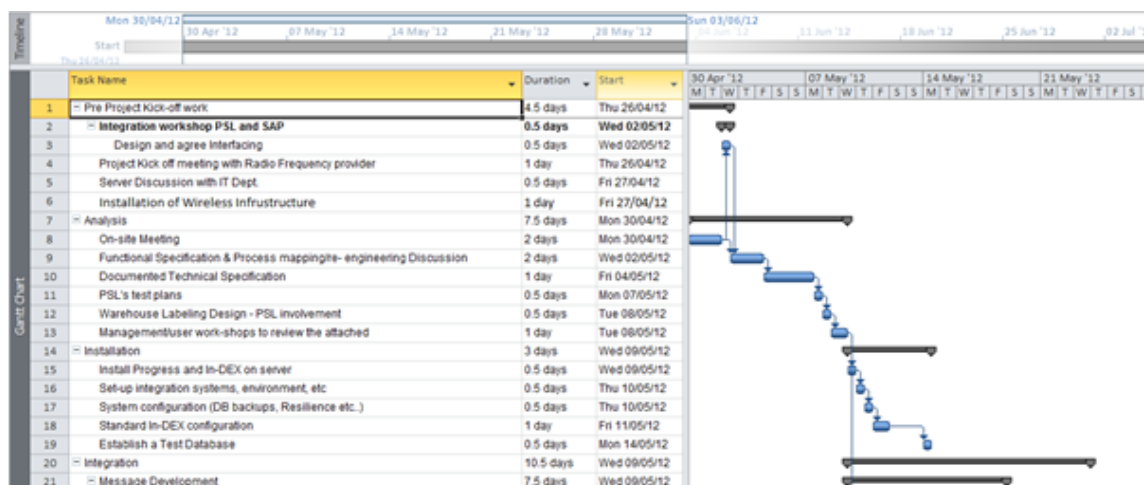 Timeline
Mon 30/04/12 Sun 03/06/12
30 Apr '12 07 May '12 14 May '12 21 May '12 28 May '12 04 Jun '12 11 Jun '12 18 Jun '12 25 Jun '12 02 Jul '
Start
Thu 26/04/12
Gantt Chart
Task Name Duration Start 30 Apr '12 07 May '12 14 May '12 21 May '12
M T W T F S S M T W T F S S M T W T F S S M T W T F S
1 Pre Project Kick-off work 4.5 days Thu 26/04/12
2 Integration workshop PSL and SAP 0.5 days Wed 02/05/12
3 Design and agree Interfacing 0.5 days Wed 02/05/12
4 Project Kick off meeting with Radio Frequency provider 1 day Thu 26/04/12
5 Server Discussion with IT Dept. 0.5 days Fri 27/04/12
6 Installation of Wireless Infrustructure 1 day Fri 27/04/12
7 Analysis 7.5 days Mon 30/04/12
8 On-site Meeting 2 days Mon 30/04/12
9 Functional Specification & Process mapping/re- engineering Discussion 2 days Wed 02/05/12
10 Documented Technical Specification 1 day Fri 04/05/12
11 PSL's test plans 0.5 days Mon 07/05/12
12 Warehouse Labeling Design - PSL involvement 0.5 days Tue 08/05/12
13 Management/user work-shops to review the attached 1 day Tue 08/05/12
14 Installation 3 days Wed 09/05/12
15 Install Progress and In-DEX on server 0.5 days Wed 09/05/12
16 Set-up integration systems, environment, etc 0.5 days Thu 10/05/12
17 System configuration (DB backups, Resilience etc..) 0.5 days Thu 10/05/12
18 Standard In-DEX configuration 1 day Fri 11/05/12
19 Establish a Test Database 0.5 days Mon 14/05/12
20 Integration 10.5 days Wed 09/05/12
21 Message Development 7.5 days Wed 09/05/12